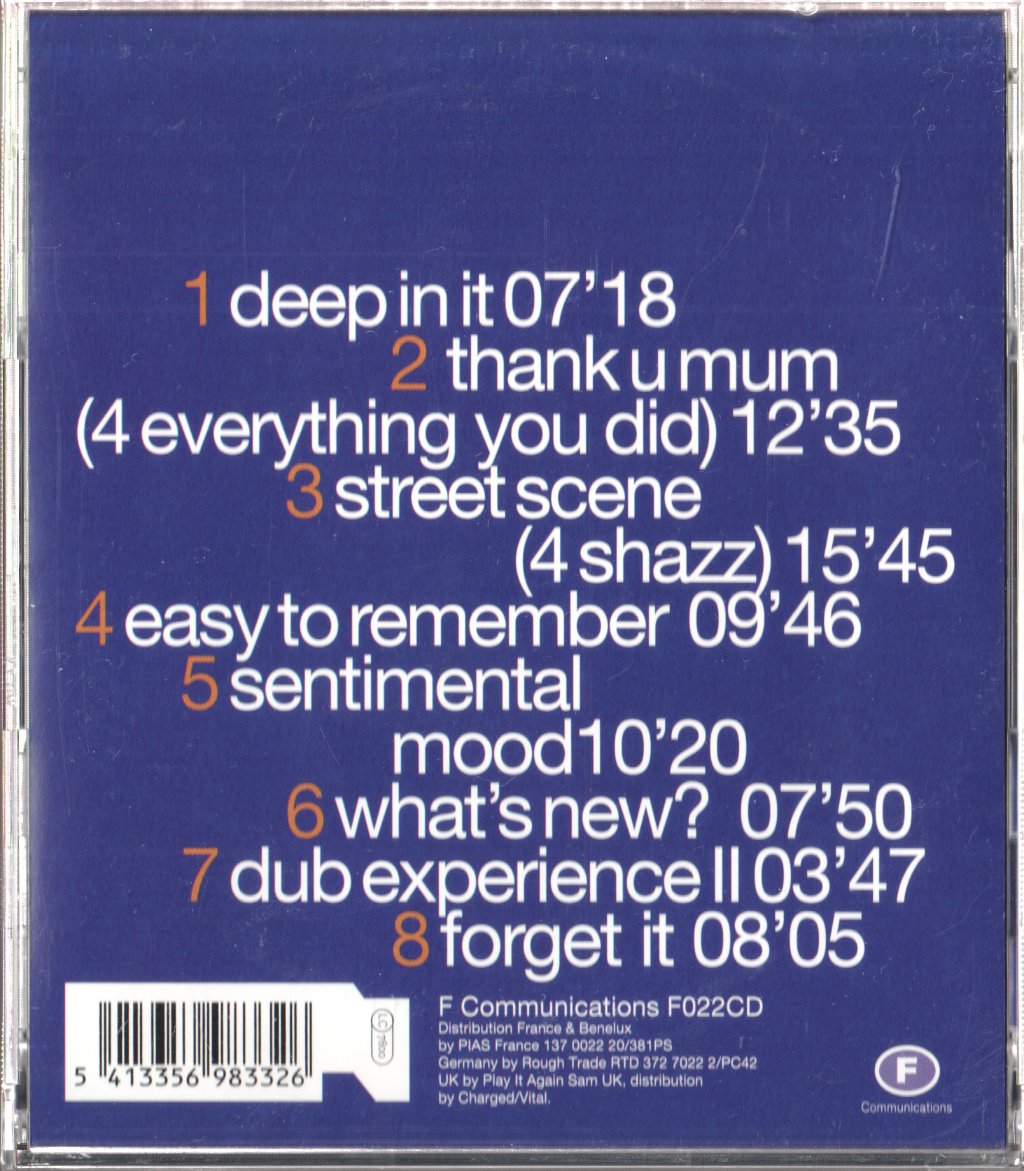 1 deep in it 07'18
2 thank u mum
(4 everything you did) 12'35
3 street scene
(4 shazz) 15'45
4 easy to remember 09'46
5 sentimental
mood10'20
6 what's new? 07'50
7 dub experience II 03'47
8 forget it 08'05
F Communications F022CD
Distribution France & Benelux
by PIAS France 137 0022 20/381PS
Germany by Rough Trade RTD 372 7022 2/PC42
UK by Play It Again Sam UK, distribution
by Charged/Vital.
5 413356 983326
LC 7800
F
Communications